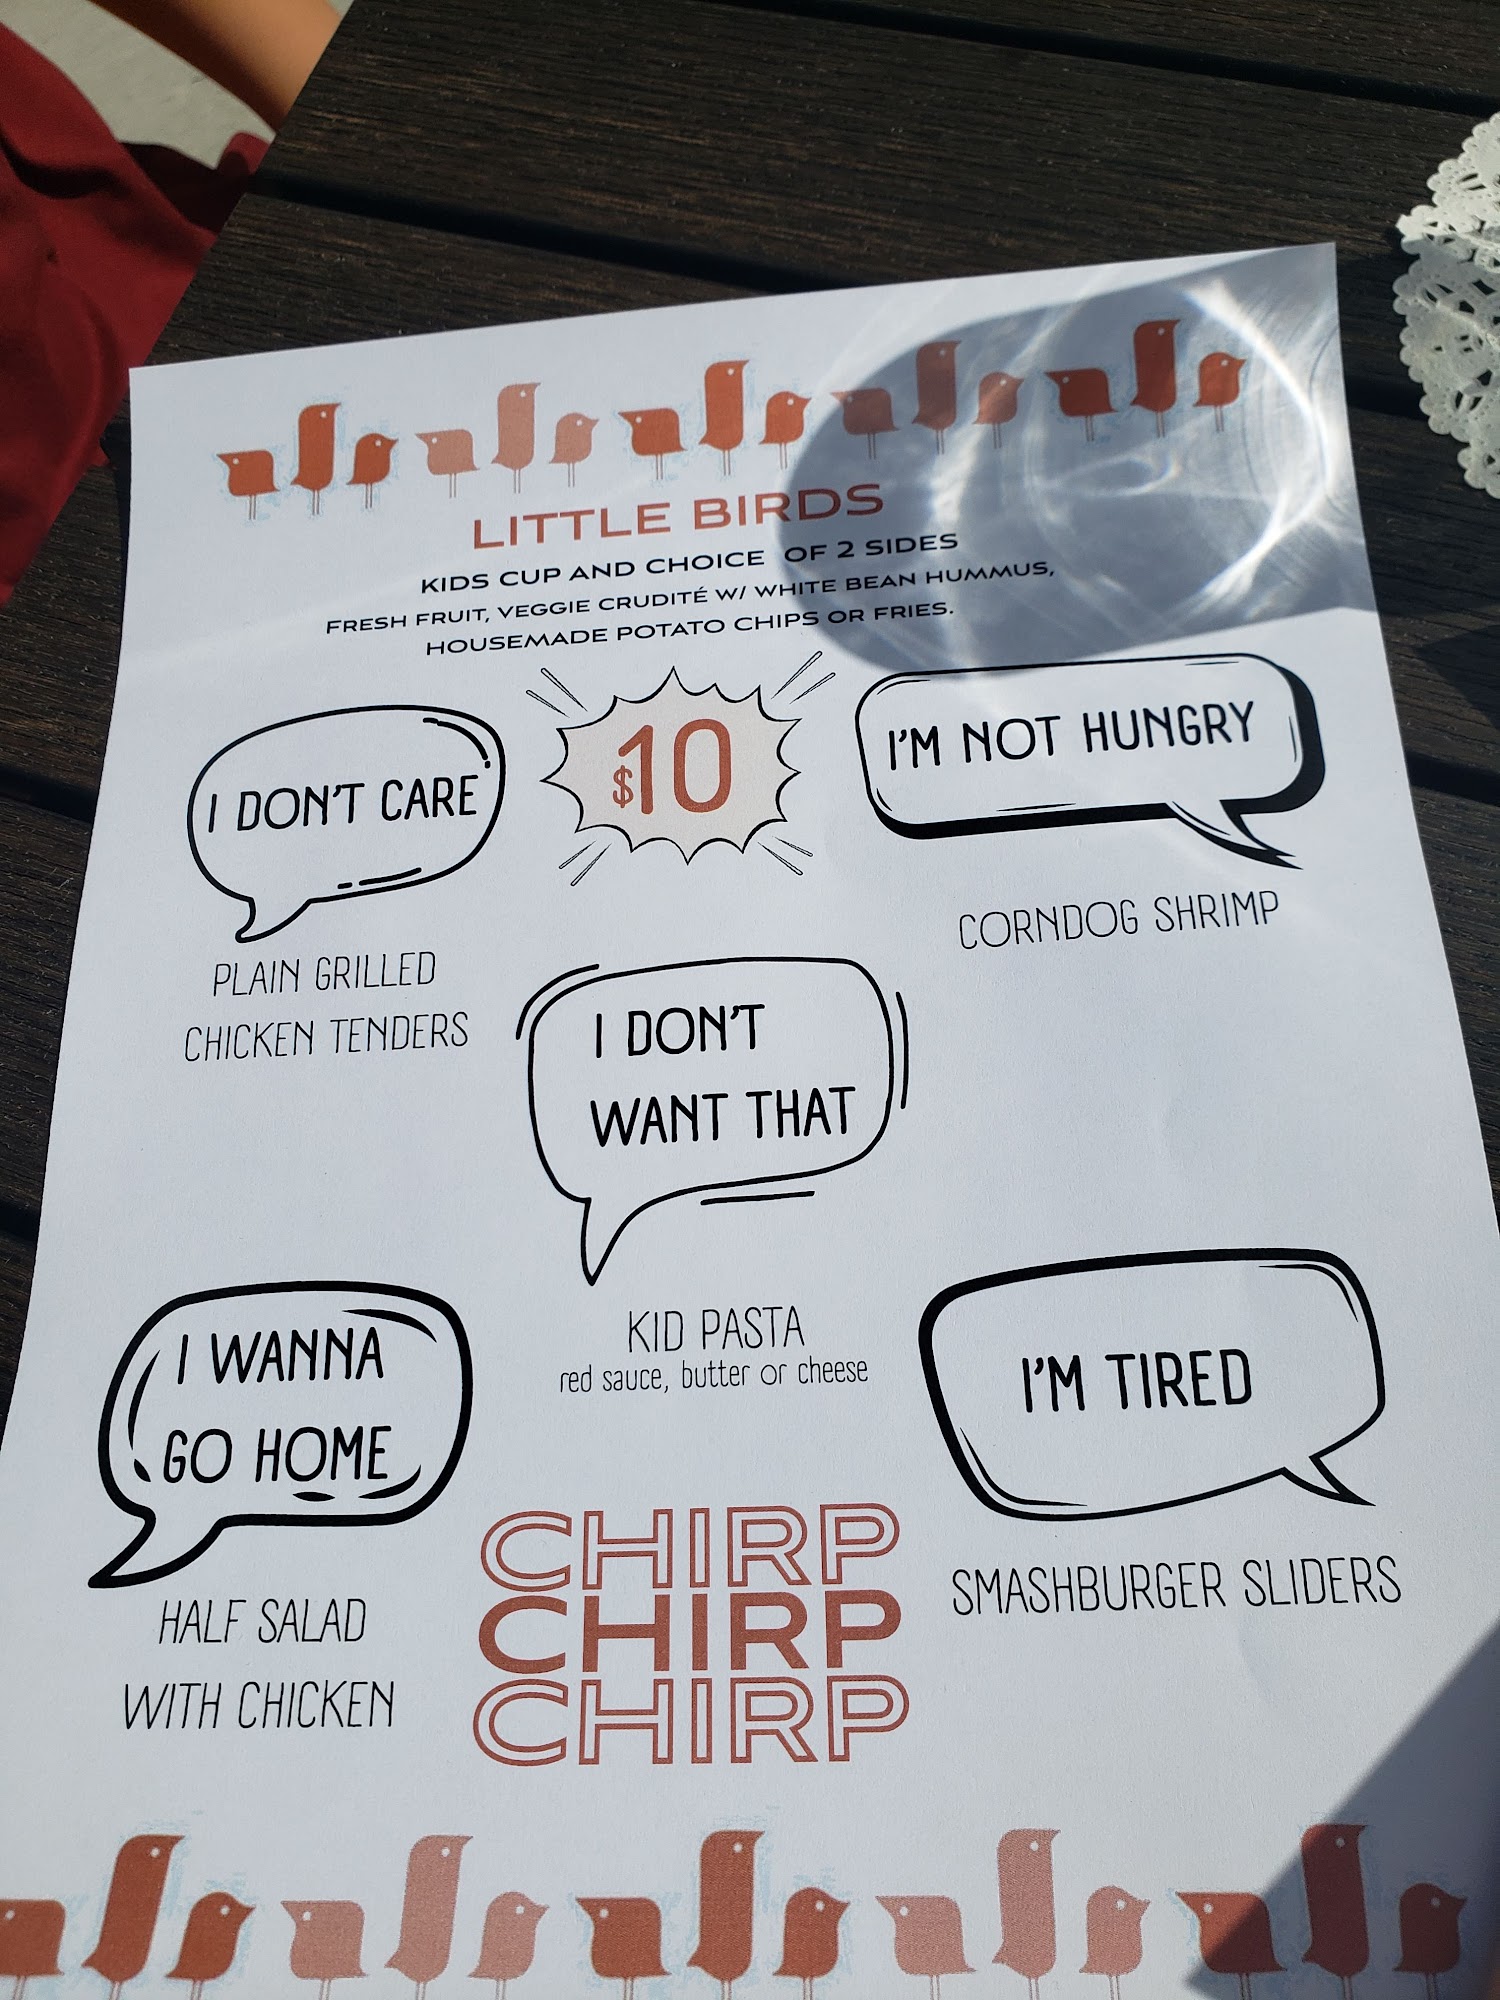 LITTLE BIRDS
KIDS CUP AND CHOICE OF 2 SIDES
FRESH FRUIT, VEGGIE CRUDITÉ W/ WHITE BEAN HUMMUS,
HOUSEMADE POTATO CHIPS OR FRIES.
I DON'T CARE
PLAIN GRILLED
CHICKEN TENDERS
$10
I'M NOT HUNGRY
CORNDOG SHRIMP
I DON'T
WANT THAT
KID PASTA
red sauce, butter or cheese
I WANNA
GO HOME
HALF SALAD
WITH CHICKEN
I'M TIRED
SMASHBURGER SLIDERS
CHIRP
CHIRP
CHIRP